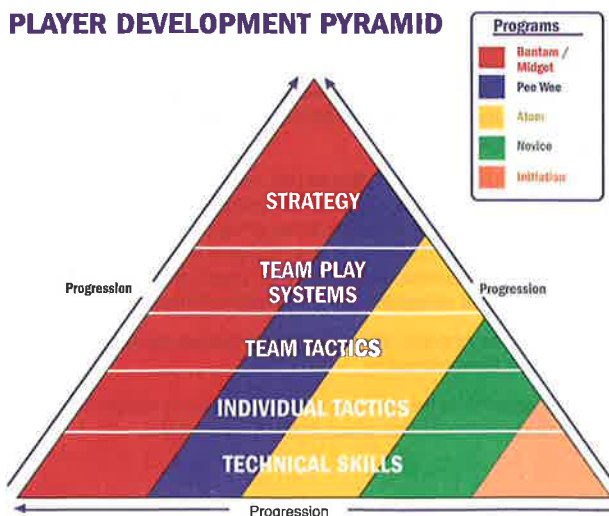 PLAYER DEVELOPMENT PYRAMID
Programs
Bantam /
Midget
Pee Wee
Atom
Novice
Initiation
STRATEGY
TEAM PLAY
SYSTEMS
Progression
Progression
TEAM TACTICS
INDIVIDUAL TACTICS
TECHNICAL SKILLS
Progression